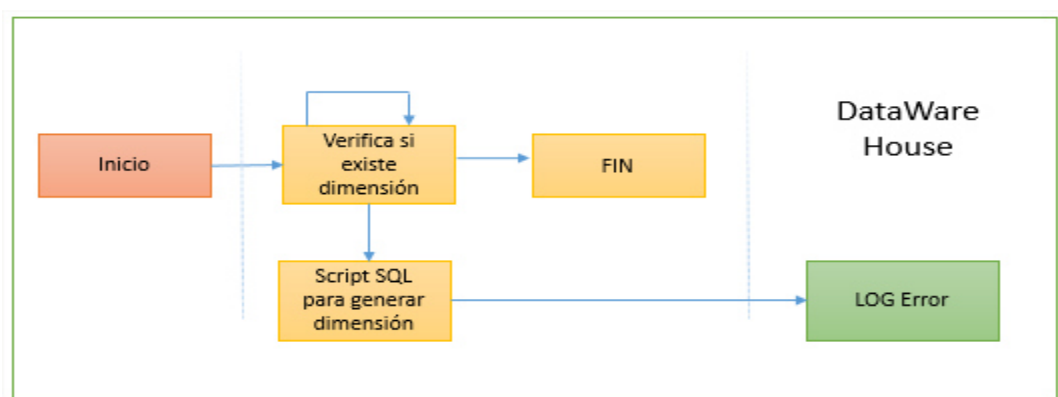 DataWare
House
Inicio
Verifica si
existe
dimensión
FIN
Script SQL
para generar
dimensión
LOG Error